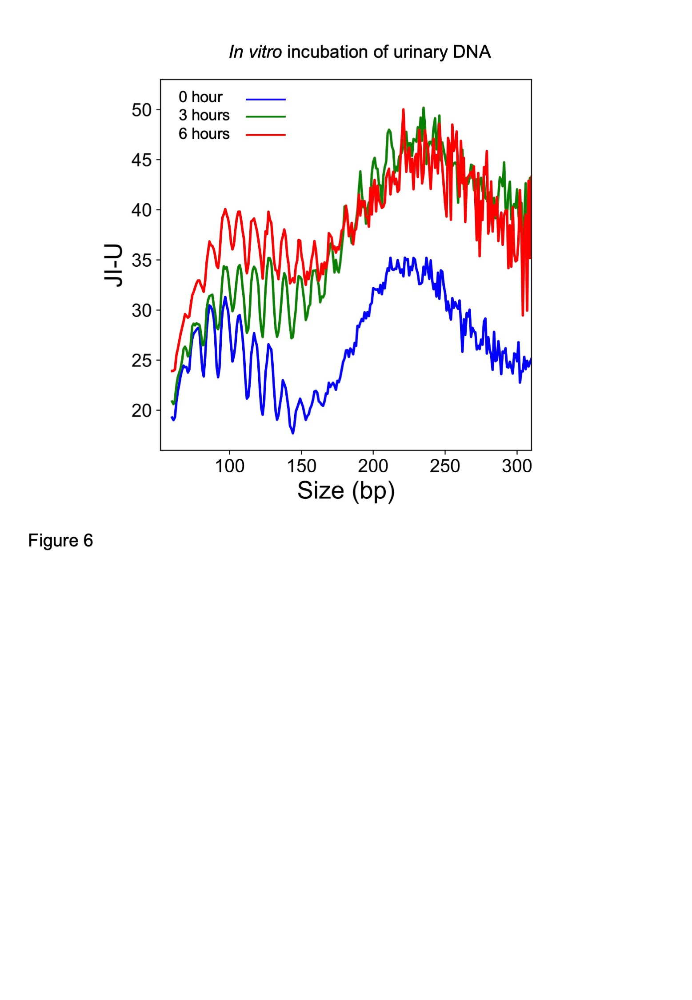 In vitro incubation of urinary DNA
0 hour
3 hours
6 hours
50
45
40
35
30
25
20
JI-U
100 150 200 250 300
Size (bp)
Figure 6